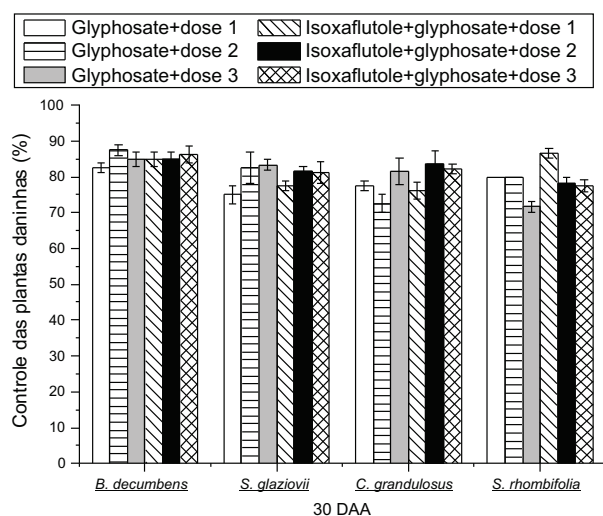 Glyphosate+dose 1
Glyphosate+dose 2
Glyphosate+dose 3
Isoxaflutole+glyphosate+dose 1
Isoxaflutole+glyphosate+dose 2
Isoxaflutole+glyphosate+dose 3
Controle das plantas daninhas (%)
100
90
80
70
60
50
40
30
20
10
0
B. decumbens
S. glaziovii
C. grandulosus
S. rhombifolia
30 DAA